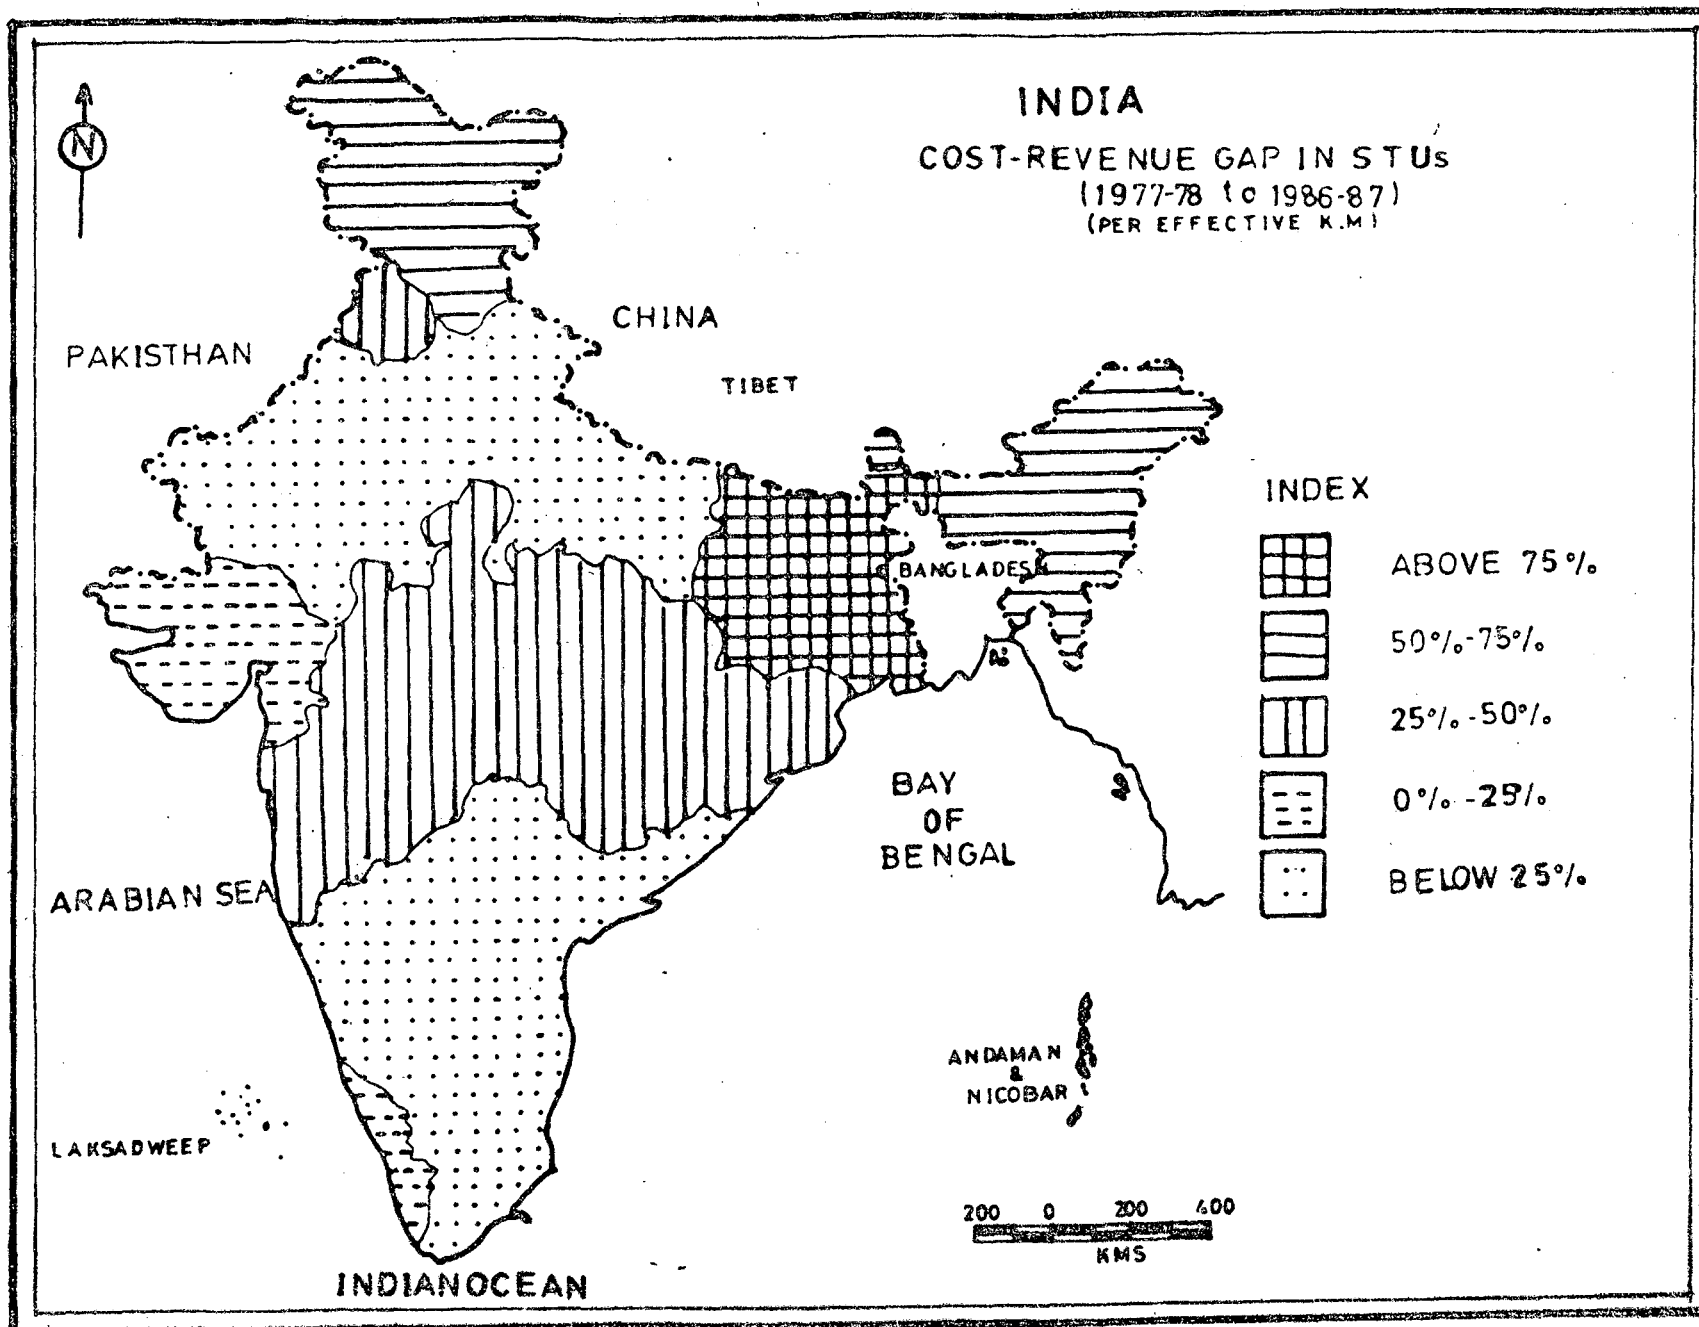 N
INDIA
COST-REVENUE GAP IN STUs
(1977-78 to 1986-87)
(PER EFFECTIVE K.M)
CHINA
PAKISTHAN
TIBET
BANGLADESH
INDEX
ABOVE 75%
50%-75%
25%-50%
0%-25%
BELOW 25%
BAY
OF
BENGAL
ARABIAN SEA
ANDAMAN
&
NICOBAR
LAKSADWEEP
200 0 200 400
KMS
INDIAN OCEAN